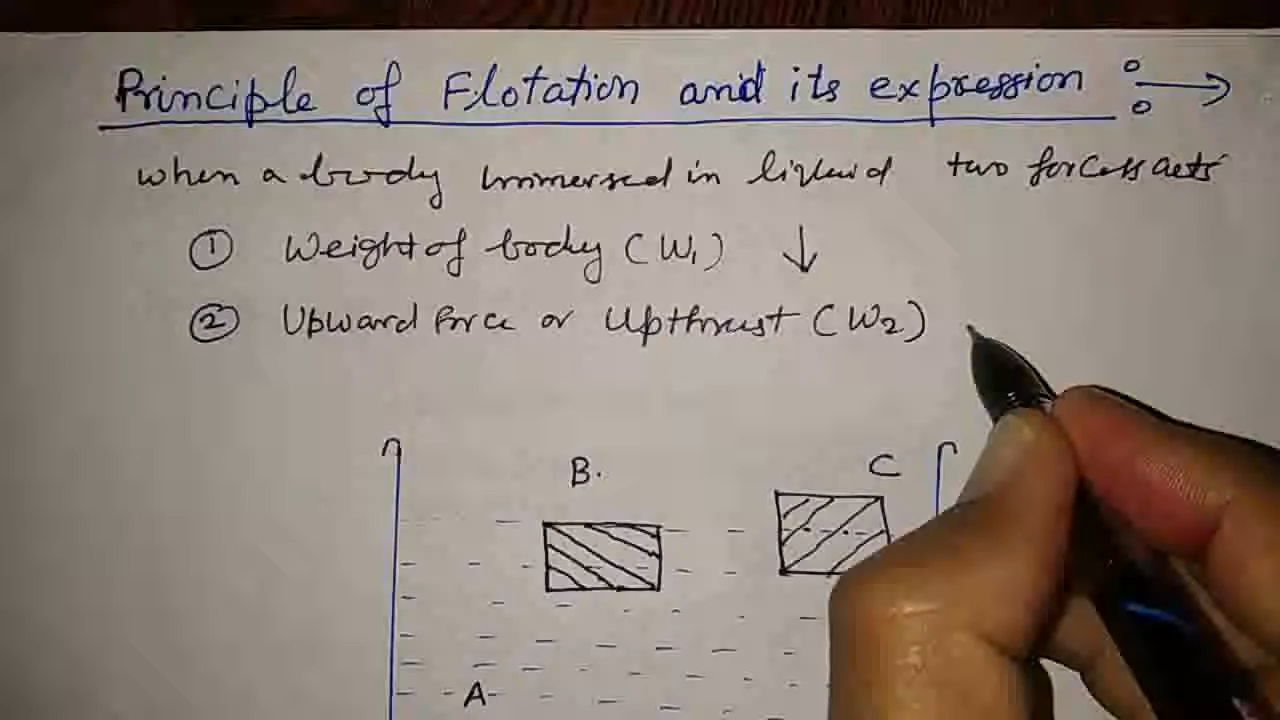 Principle of Flotation and its expression :→
when a body immersed in liquid two forces acts
① Weight of body (W₁) ↓
② Upward Force or Upthrust (W₂)
B.
C
A